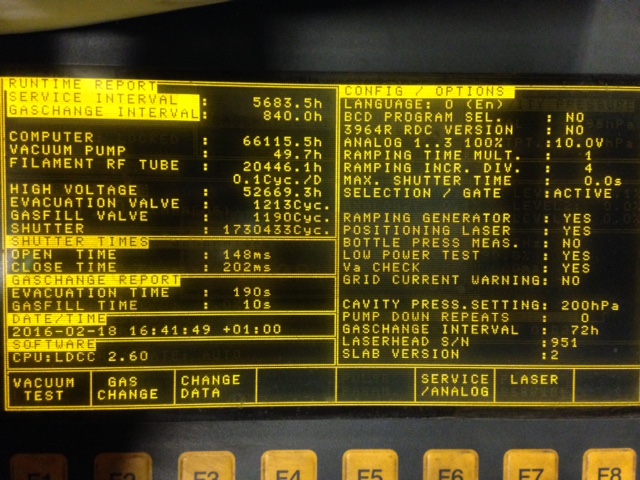 RUNTIME REPORT
SERVICE INTERVAL : 5683.5h
GASCHANGE INTERVAL: 840.0h
COMPUTER : 66115.5h
VACUUM PUMP : 49.7h
FILAMENT RF TUBE : 20446.1h
0.1Cyc./D
HIGH VOLTAGE : 52669.3h
EVACUATION VALVE : 1213Cyc.
GASFILL VALVE : 1190Cyc.
SHUTTER : 1730433Cyc.
SHUTTER TIMES
OPEN TIME : 148ms
CLOSE TIME : 202ms
GASCHANGE REPORT
EVACUATION TIME : 190s
GASFILL TIME : 10s
DATE/TIME
2016-02-18 16:41:49 +01:00
SOFTWARE
CPU:LDCC 2.60
CONFIG / OPTIONS
LANGUAGE: 0 (En)
BCD PROGRAM SEL. : NO
3964R RDC VERSION : NO
ANALOG 1..3 100% :10.0V
RAMPING TIME MULT. : 1
RAMPING INCR. DIV. : 4
MAX. SHUTTER TIME : 0.0s
SELECTION / GATE :ACTIVE
RAMPING GENERATOR : YES
POSITIONING LASER : YES
BOTTLE PRESS MEAS. : NO
LOW POWER TEST : YES
Va CHECK : YES
GRID CURRENT WARNING: NO
CAVITY PRESS.SETTING: 200hPa
PUMP DOWN REPEATS : 0
GASCHANGE INTERVAL : 72h
LASERHEAD S/N :951
SLAB VERSION :2
VACUUM TEST
GAS CHANGE
CHANGE DATA
SERVICE /ANALOG
LASER
F1 F2 F3 F4 F5 F6 F7 F8